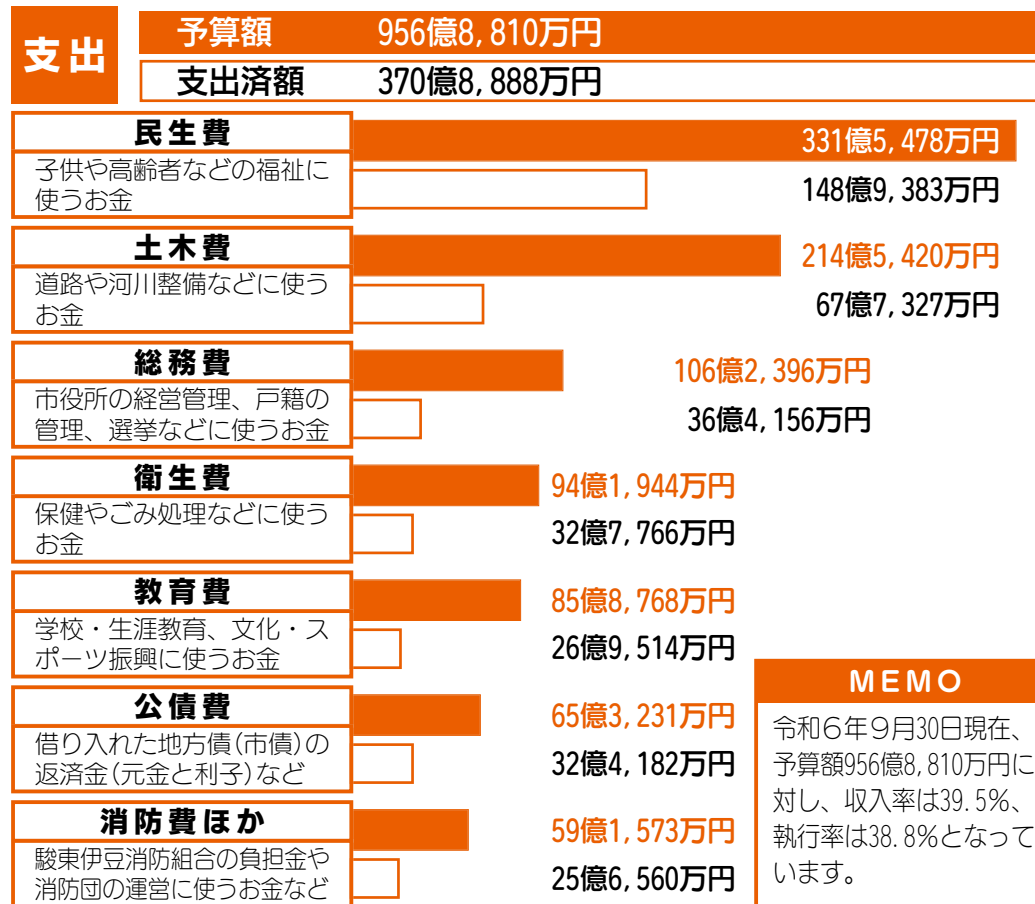 支出
予算額 956億8,810万円
支出済額 370億8,888万円
民生費
子供や高齢者などの福祉に
使うお金
331億5,478万円
148億9,383万円
土木費
道路や河川整備などに使う
お金
214億5,420万円
67億7,327万円
総務費
市役所の経営管理、戸籍の
管理、選挙などに使うお金
106億2,396万円
36億4,156万円
衛生費
保健やごみ処理などに使う
お金
94億1,944万円
32億7,766万円
教育費
学校・生涯教育、文化・ス
ポーツ振興に使うお金
85億8,768万円
26億9,514万円
公債費
借り入れた地方債(市債)の
返済金(元金と利子)など
65億3,231万円
32億4,182万円
消防費ほか
駿東伊豆消防組合の負担金や
消防団の運営に使うお金など
59億1,573万円
25億6,560万円
MEMO
令和6年9月30日現在、
予算額956億8,810万円に
対し、収入率は39.5%、
執行率は38.8%となって
います。